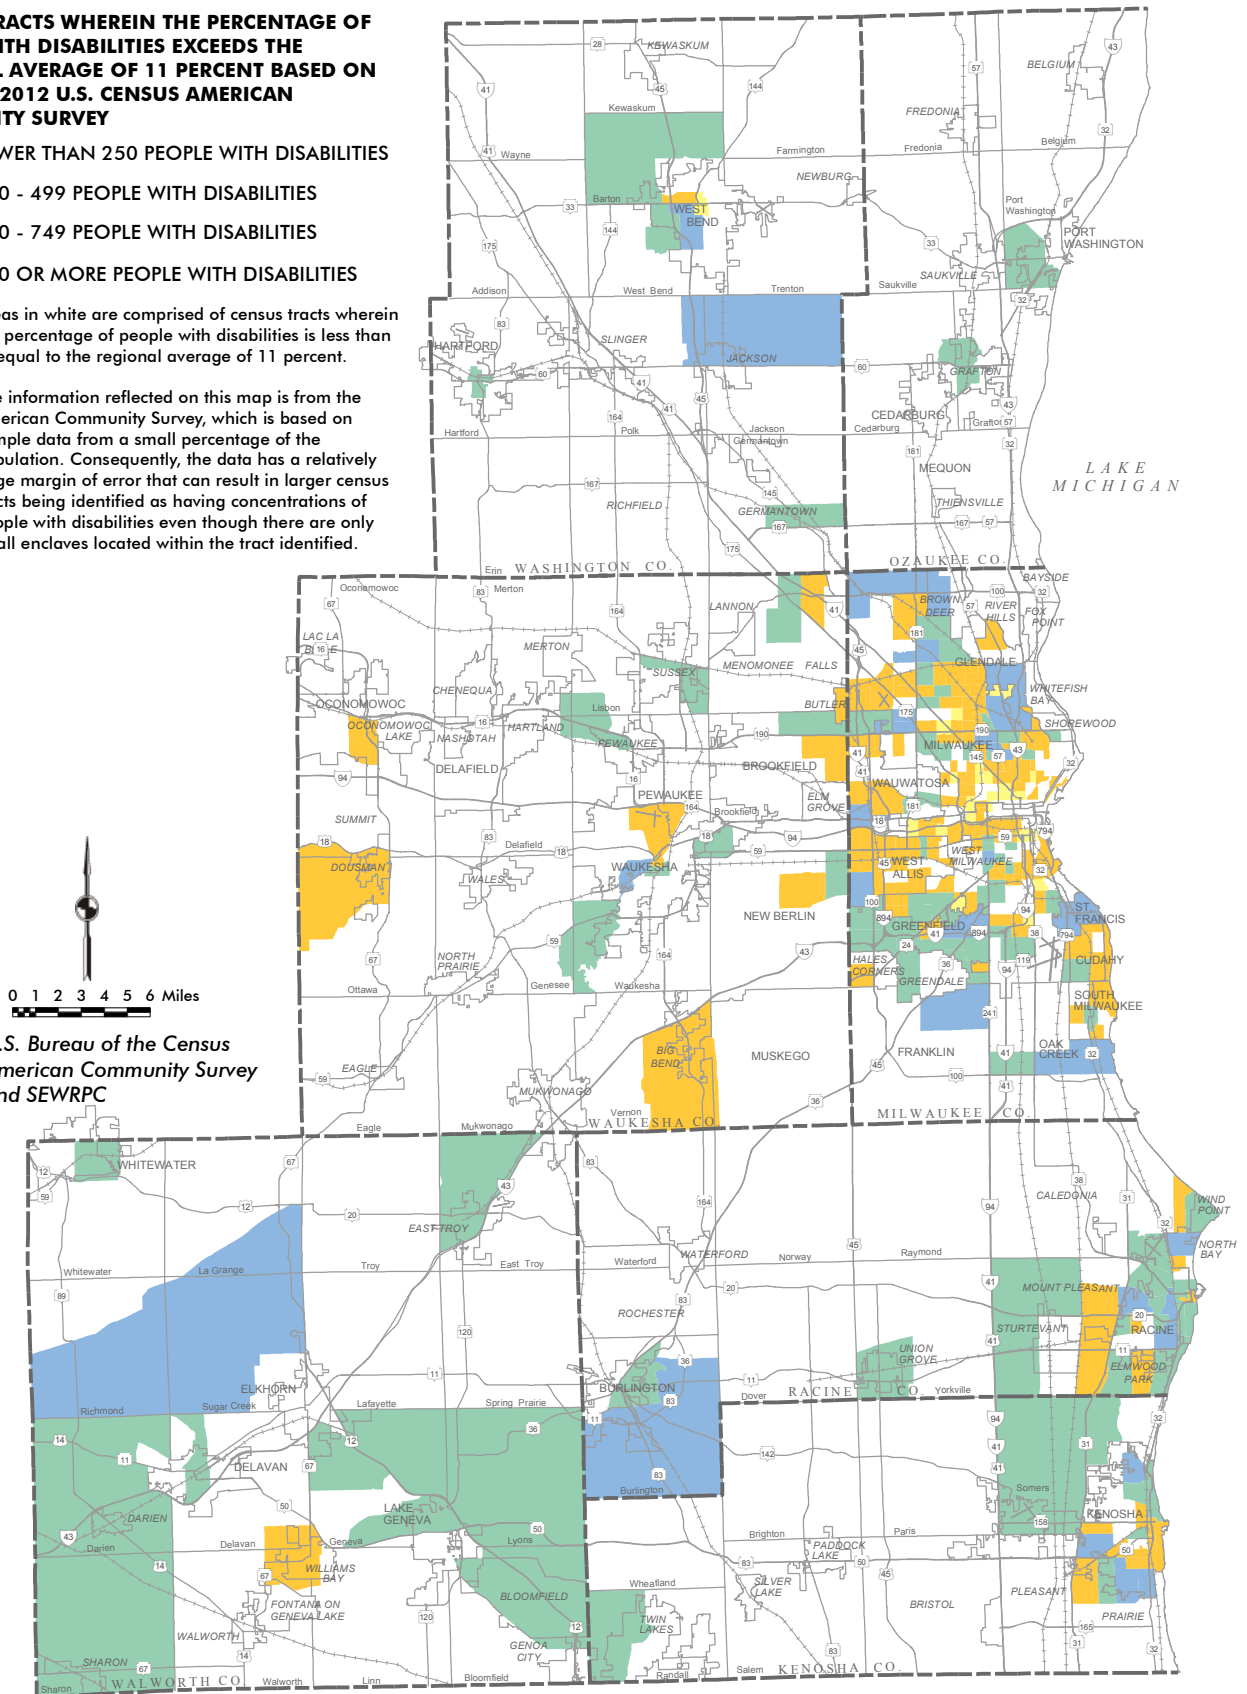 RACTS WHEREIN THE PERCENTAGE OF
ITH DISABILITIES EXCEEDS THE
L AVERAGE OF 11 PERCENT BASED ON
2012 U.S. CENSUS AMERICAN
ITY SURVEY
WER THAN 250 PEOPLE WITH DISABILITIES
0 - 499 PEOPLE WITH DISABILITIES
0 - 749 PEOPLE WITH DISABILITIES
0 OR MORE PEOPLE WITH DISABILITIES
eas in white are comprised of census tracts wherein
percentage of people with disabilities is less than
equal to the regional average of 11 percent.
e information reflected on this map is from the
erican Community Survey, which is based on
mple data from a small percentage of the
pulation. Consequently, the data has a relatively
ge margin of error that can result in larger census
cts being identified as having concentrations of
ople with disabilities even though there are only
all enclaves located within the tract identified.
0 1 2 3 4 5 6 Miles
.S. Bureau of the Census
merican Community Survey
nd SEWRPC
LAKE
MICHIGAN
KEWASKUM
Kewaskum
Wayne
Farmington
Fredonia
FREDONIA
BELGIUM
Belgium
NEWBURG
Barton
WEST
BEND
Port
Washington
PORT
WASHINGTON
SAUKVILLE
Saukville
Addison
West Bend
Trenton
HARTFORD
SLINGER
JACKSON
GRAFTON
CEDARBURG
Cedarburg
Grafton
Hartford
Polk
Jackson
Germantown
MEQUON
RICHFIELD
GERMANTOWN
THIENSVILLE
Erin
WASHINGTON CO.
OZAUKEE CO.
Oconomowoc
Merton
LANNON
BROWN
DEER
RIVER
HILLS
BAYSIDE
FOX
POINT
MERTON
SUSSEX
MENOMONEE FALLS
GLENDALE
WHITEFISH
BAY
CHENEQUA
OCONOMOWOC
OCONOMOWOC
LAKE
NASHOTAH
HARTLAND
Lisbon
PEWAUKEE
BUTLER
SHOREWOOD
MILWAUKEE
DELAFIELD
BROOKFIELD
WAUWATOSA
PEWAUKEE
ELM
GROVE
Brookfield
SUMMIT
Delafield
DOUSMAN
WALES
WAUKESHA
WEST
ALLIS
WEST
MILWAUKEE
NEW BERLIN
GREENFIELD
ST.
FRANCIS
NORTH
PRAIRIE
HALES
CORNERS
GREENDALE
CUDAHY
Ottawa
Genesee
Waukesha
SOUTH
MILWAUKEE
BIG
BEND
MUSKEGO
FRANKLIN
OAK
CREEK
EAGLE
MUKWONAGO
Vernon
Eagle
Mukwonago
WAUKESHA CO.
MILWAUKEE CO.
WHITEWATER
CALEDONIA
WIND
POINT
NORTH
BAY
EAST TROY
Whitewater
La Grange
Troy
East Troy
Waterford
WATERFORD
Norway
Raymond
ROCHESTER
MOUNT PLEASANT
STURTEVANT
RACINE
UNION
GROVE
ELMWOOD
PARK
ELKHORN
BURLINGTON
Dover
RACINE CO.
Yorkville
Richmond
Sugar Creek
Lafayette
Spring Prairie
DELAVAN
Burlington
Somers
LAKE
GENEVA
KENOSHA
DARIEN
Darien
Delavan
Geneva
Lyons
Brighton
Paris
PADDOCK
LAKE
WILLIAMS
BAY
BLOOMFIELD
Wheatland
SILVER
LAKE
BRISTOL
PLEASANT
PRAIRIE
FONTANA ON
GENEVA LAKE
TWIN
LAKES
WALWORTH
GENOA
CITY
SHARON
Sharon
WALWORTH CO.
Walworth
Linn
Bloomfield
Randall
Salem
KENOSHA CO.